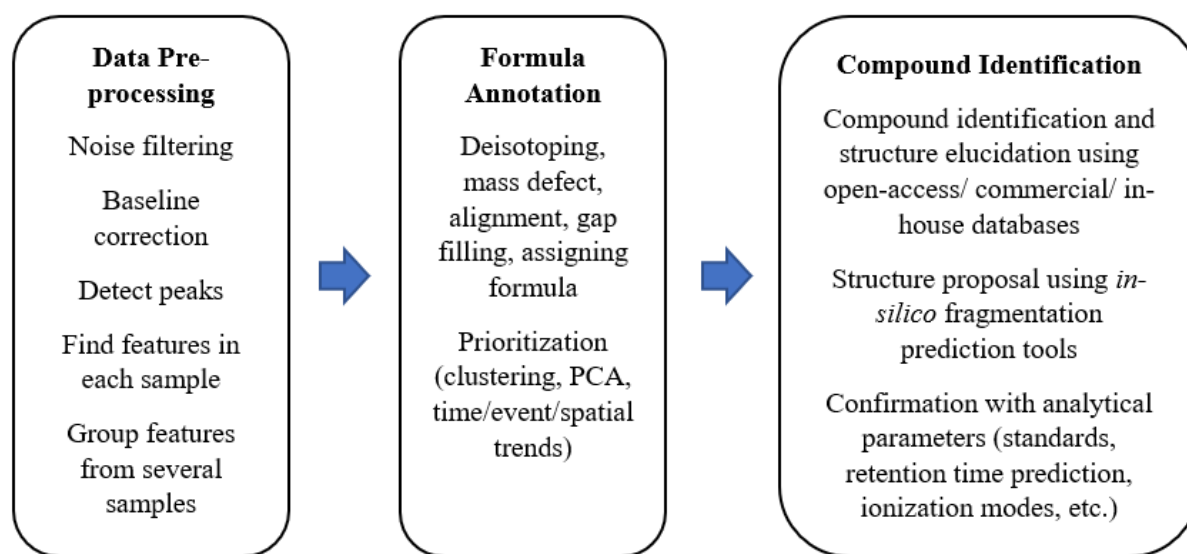 Data Pre-
processing
Noise filtering
Baseline
correction
Detect peaks
Find features in
each sample
Group features
from several
samples
Formula
Annotation
Deisotoping,
mass defect,
alignment, gap
filling, assigning
formula
Prioritization
(clustering, PCA,
time/event/spatial
trends)
Compound Identification
Compound identification and
structure elucidation using
open-access/ commercial/ in-
house databases
Structure proposal using in-
silico fragmentation
prediction tools
Confirmation with analytical
parameters (standards,
retention time prediction,
ionization modes, etc.)